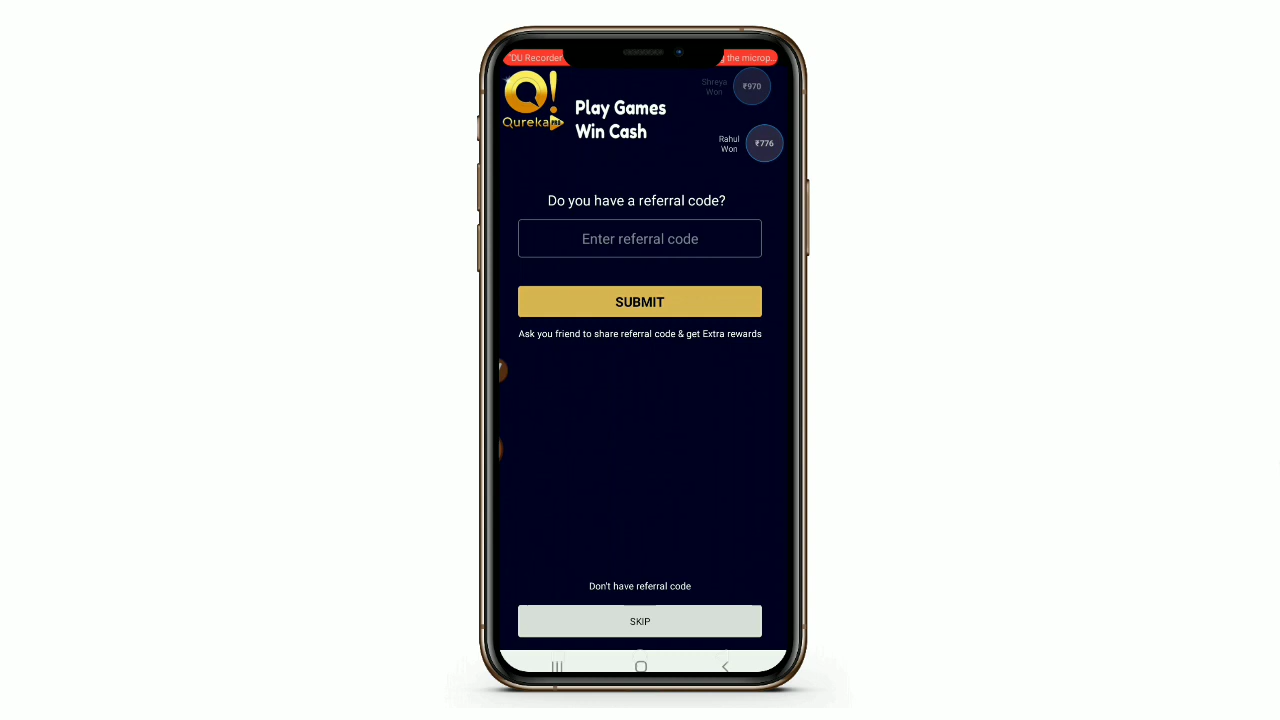 "DU Recorder"
g the microp...
Qureka PRO
Play Games
Win Cash
Shreya
Won
₹970
Rahul
Won
₹776
Do you have a referral code?
Enter referral code
SUBMIT
Ask you friend to share referral code & get Extra rewards
Don't have referral code
SKIP